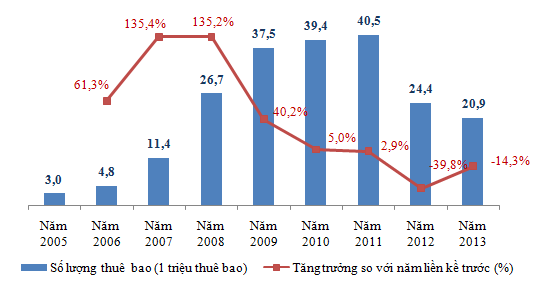 135,4%
135,2%
61,3%
3,0
4,8
11,4
26,7
37,5
39,4
40,5
24,4
20,9
40,2%
5,0%
2,9%
-39,8%
-14,3%
Năm 2005
Năm 2006
Năm 2007
Năm 2008
Năm 2009
Năm 2010
Năm 2011
Năm 2012
Năm 2013
Số lượng thuê bao (1 triệu thuê bao)
Tăng trưởng so với năm liền kề trước (%)